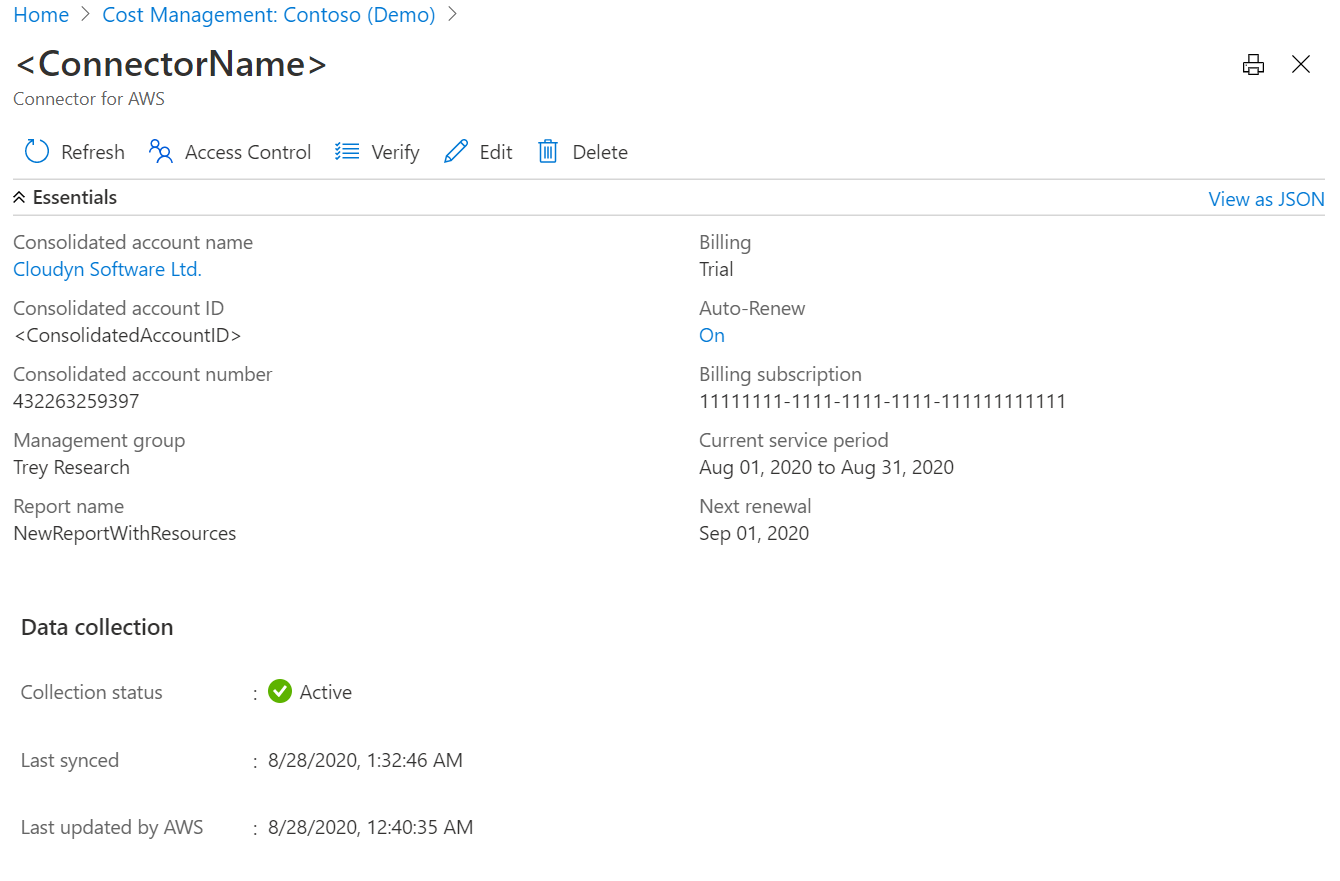 Home > Cost Management: Contoso (Demo) >
<ConnectorName>
Connector for AWS
Refresh Access Control Verify Edit Delete
Essentials View as JSON
Consolidated account name
Cloudyn Software Ltd.
Consolidated account ID
<ConsolidatedAccountID>
Consolidated account number
432263259397
Management group
Trey Research
Report name
NewReportWithResources
Billing
Trial
Auto-Renew
On
Billing subscription
11111111-1111-1111-1111-111111111111
Current service period
Aug 01, 2020 to Aug 31, 2020
Next renewal
Sep 01, 2020
Data collection
Collection status : Active
Last synced : 8/28/2020, 1:32:46 AM
Last updated by AWS : 8/28/2020, 12:40:35 AM